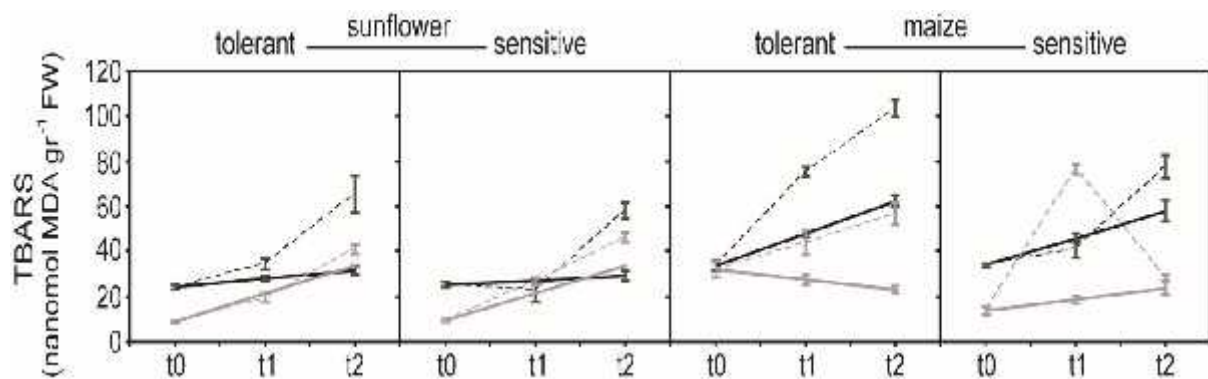 sunflower maize
tolerant sensitive tolerant sensitive
TBARS
(nanomol MDA gr⁻¹ FW)
120
100
80
60
40
20
0
t0 t1 t2 t0 t1 t2 t0 t1 t2 t0 t1 t2